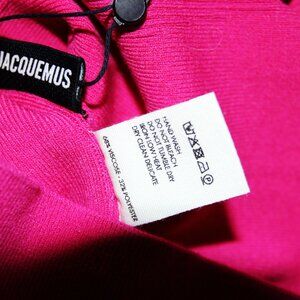 JACQUEMUS
HAND WASH
DO NOT BLEACH
DO NOT TUMBLE DRY
IRON LOW HEAT
DRY CLEAN DELICATE
68% VISCOSE - 32% POLYESTER